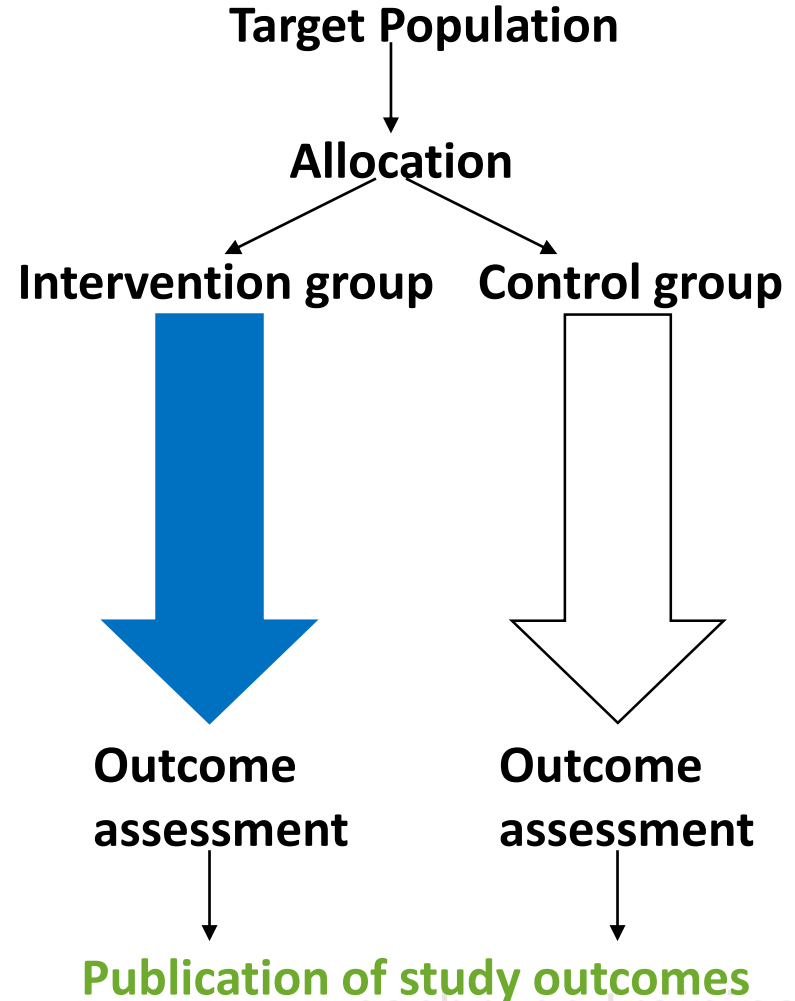 Target Population
Allocation
Intervention group Control group
Outcome Outcome
assessment assessment
Publication of study outcomes